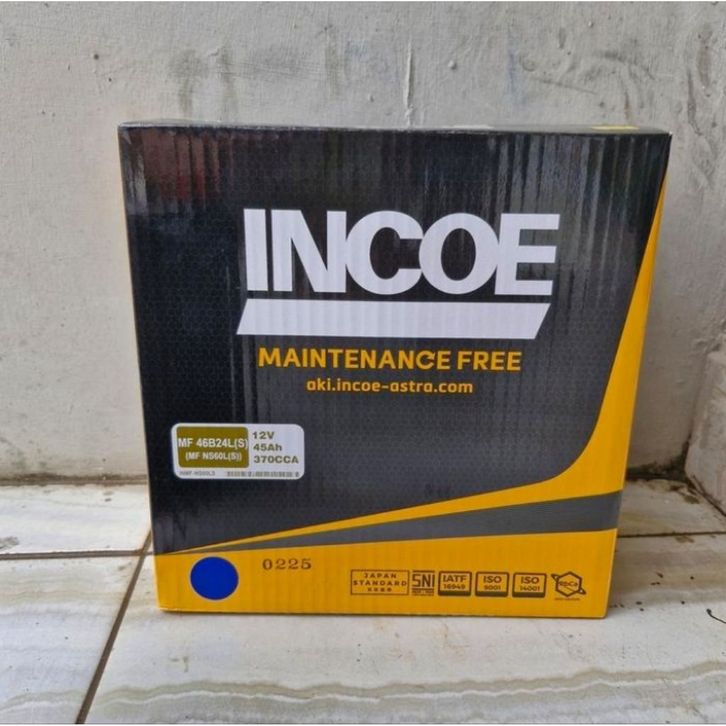 INCOE
MAINTENANCE FREE
aki.incoe-astra.com
MF 46B24L(S)
(MF NS60L(S))
12V
45Ah
370CCA
0225
JAPAN
STANDARD
SNI
IATF
16949
ISO
9001
ISO
14001